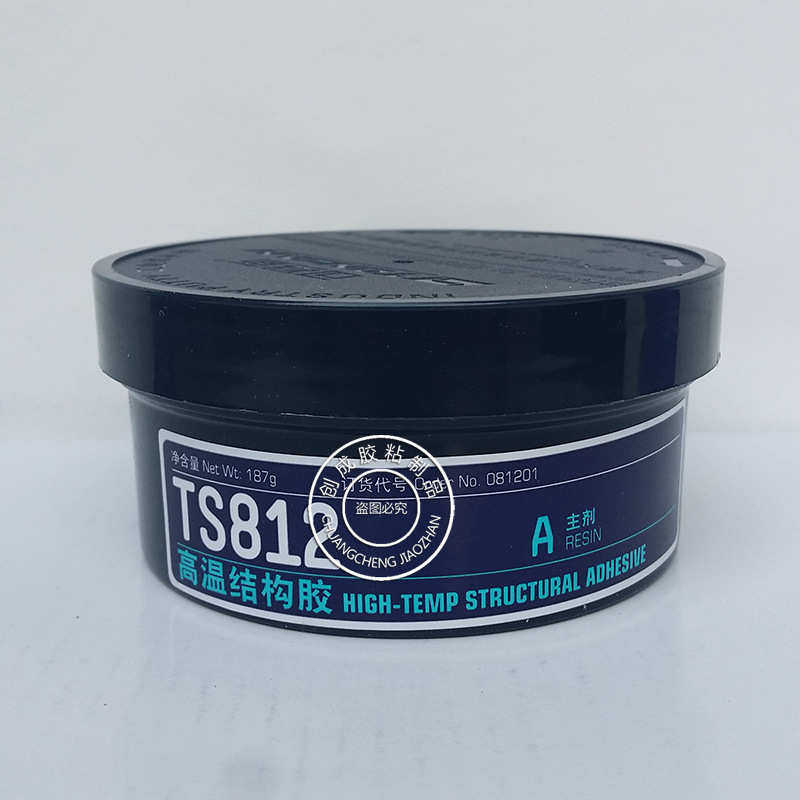 净含量 Net Wt: 187g
订货代号 Order No. 081201
TS812
A 主剂
RESIN
高温结构胶 HIGH-TEMP STRUCTURAL ADHESIVE
创成胶粘制品
盗图必究
CHUANGCHENG JIAOZHAN